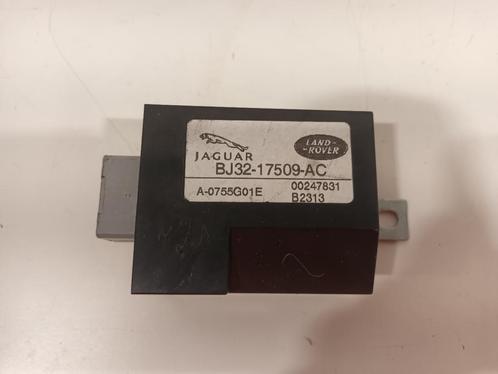 JAGUAR
LAND-
-ROVER
BJ32-17509-AC
A-0755G01E
00247831
B2313